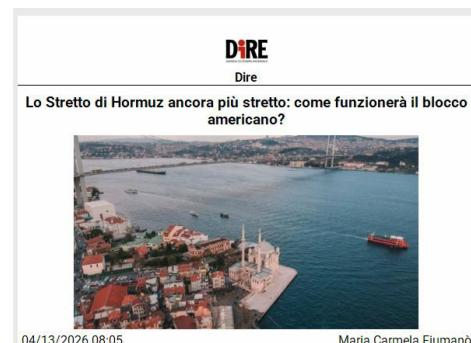 DiRE
Dire
Lo Stretto di Hormuz ancora più stretto: come funzionerà il blocco
americano?
04/13/2026 08:05
Maria Carmela Fiumanò